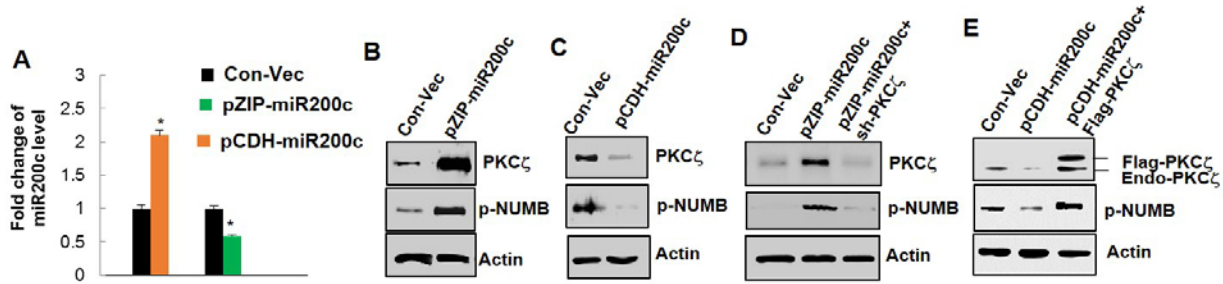 A
Fold change of
miR200c level
3
2.5
2
1.5
1
0.5
0
*
*
Con-Vec
pZIP-miR200c
pCDH-miR200c
B
Con-Vec
pZIP-miR200c
PKCζ
p-NUMB
Actin
C
Con-Vec
pCDH-miR200c
PKCζ
p-NUMB
Actin
D
Con-Vec
pZIP-miR200c
pZIP-miR200c+
sh-PKCζ
PKCζ
p-NUMB
Actin
E
Con-Vec
pCDH-miR200c
pCDH-miR200c+
Flag-PKCζ
Flag-PKCζ
Endo-PKCζ
p-NUMB
Actin